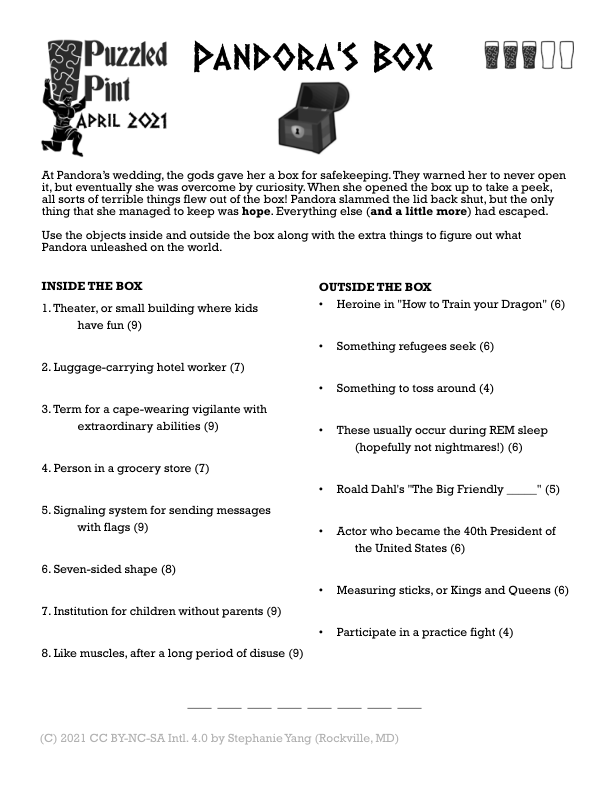 Puzzled
Pint
APRIL 2021
PANDORA'S BOX
At Pandora's wedding, the gods gave her a box for safekeeping. They warned her to never open
it, but eventually she was overcome by curiosity. When she opened the box up to take a peek,
all sorts of terrible things flew out of the box! Pandora slammed the lid back shut, but the only
thing that she managed to keep was hope. Everything else (and a little more) had escaped.
Use the objects inside and outside the box along with the extra things to figure out what
Pandora unleashed on the world.
INSIDE THE BOX
1. Theater, or small building where kids
have fun (9)
2. Luggage-carrying hotel worker (7)
3. Term for a cape-wearing vigilante with
extraordinary abilities (9)
4. Person in a grocery store (7)
5. Signaling system for sending messages
with flags (9)
6. Seven-sided shape (8)
7. Institution for children without parents (9)
8. Like muscles, after a long period of disuse (9)
OUTSIDE THE BOX
• Heroine in "How to Train your Dragon" (6)
• Something refugees seek (6)
• Something to toss around (4)
• These usually occur during REM sleep
(hopefully not nightmares!) (6)
• Roald Dahl's "The Big Friendly _____" (5)
• Actor who became the 40th President of
the United States (6)
• Measuring sticks, or Kings and Queens (6)
• Participate in a practice fight (4)
___ ___ ___ ___ ___ ___ ___ ___
(C) 2021 CC BY-NC-SA Intl. 4.0 by Stephanie Yang (Rockville, MD)